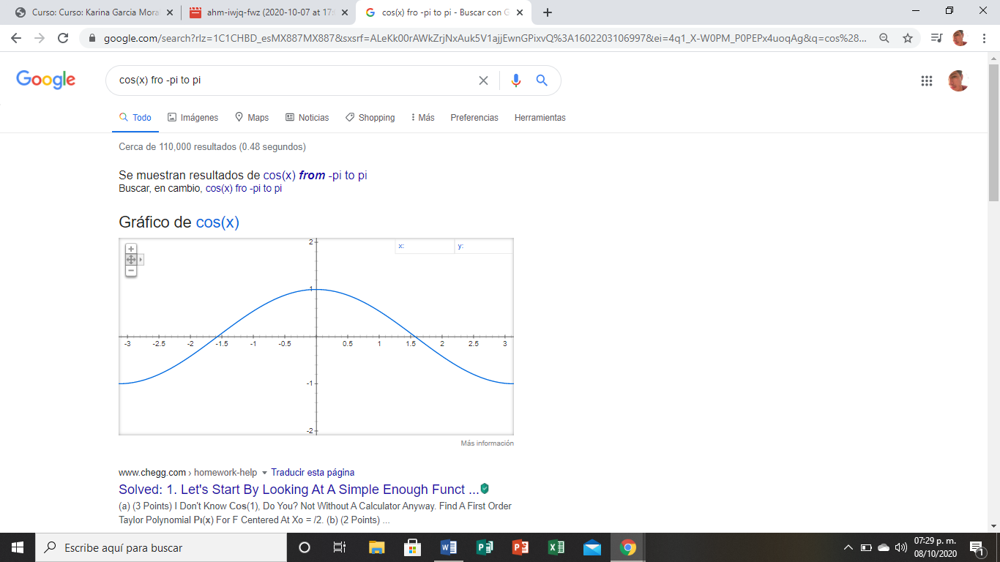 Curso: Curso: Karina Garcia Mora
ahm-iwjq-fwz (2020-10-07 at 17:
cos(x) fro -pi to pi - Buscar con G
google.com/search?rlz=1C1CHBD_esMX887MX887&sxsrf=ALeKk00rAWkZrjNxAuk5V1ajjEwnGPixvQ%3A1602203106997&ei=4q1_X-W0PM_P0PEPx4uoqAg&q=cos%28...
Google
cos(x) fro -pi to pi
Todo Imágenes Maps Noticias Shopping Más Preferencias Herramientas
Cerca de 110,000 resultados (0.48 segundos)
Se muestran resultados de cos(x) from -pi to pi
Buscar, en cambio, cos(x) fro -pi to pi
Gráfico de cos(x)
x: y:
2
1
-3 -2.5 -2 -1.5 -1 -0.5 0.5 1 1.5 2 2.5 3
-1
-2
Más información
www.chegg.com › homework-help Traducir esta página
Solved: 1. Let's Start By Looking At A Simple Enough Funct ...
(a) (3 Points) I Don't Know Cos(1), Do You? Not Without A Calculator Anyway. Find A First Order
Taylor Polynomial Pı(x) For F Centered At Xo = /2. (b) (2 Points) ...
Escribe aquí para buscar
07:29 p. m.
08/10/2020
1